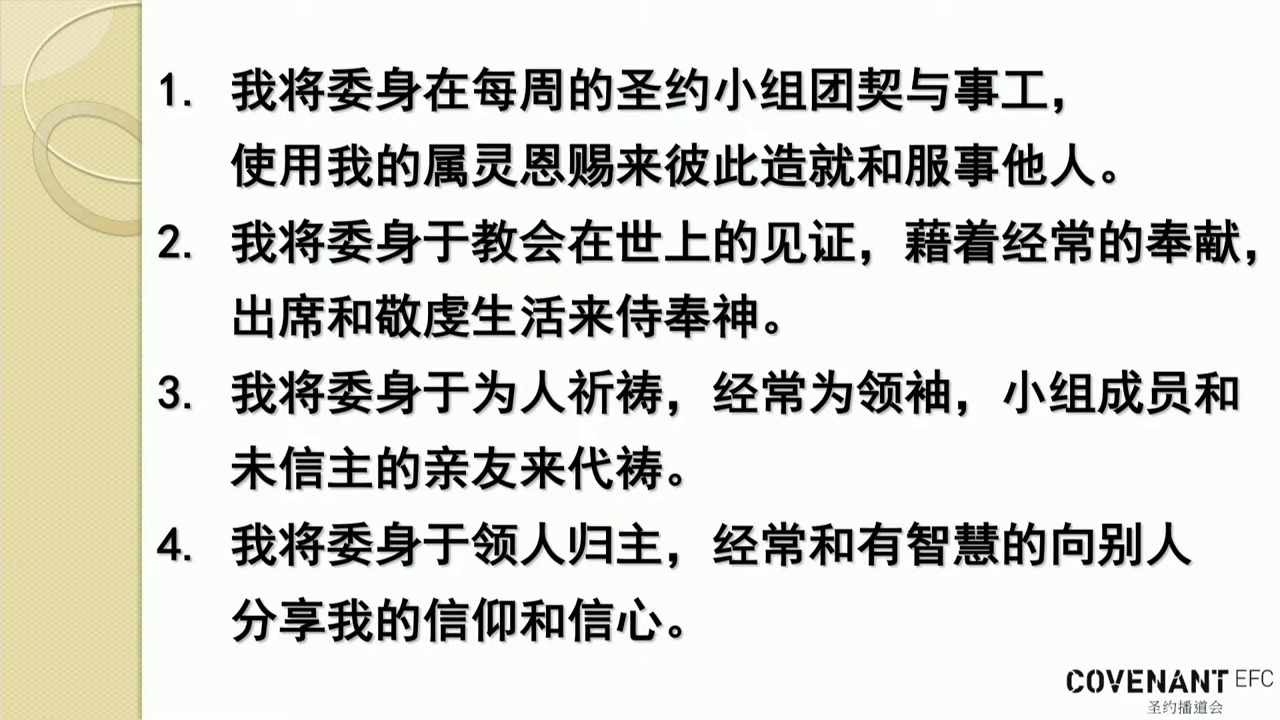 1. 我将委身在每周的圣约小组团契与事工，
使用我的属灵恩赐来彼此造就和服事他人。
2. 我将委身于教会在世上的见证，藉着经常的奉献，
出席和敬虔生活来侍奉神。
3. 我将委身于为人祈祷，经常为领袖，小组成员和
未信主的亲友来代祷。
4. 我将委身于领人归主，经常和有智慧的向别人
分享我的信仰和信心。
COVENANT EFC
圣约播道会